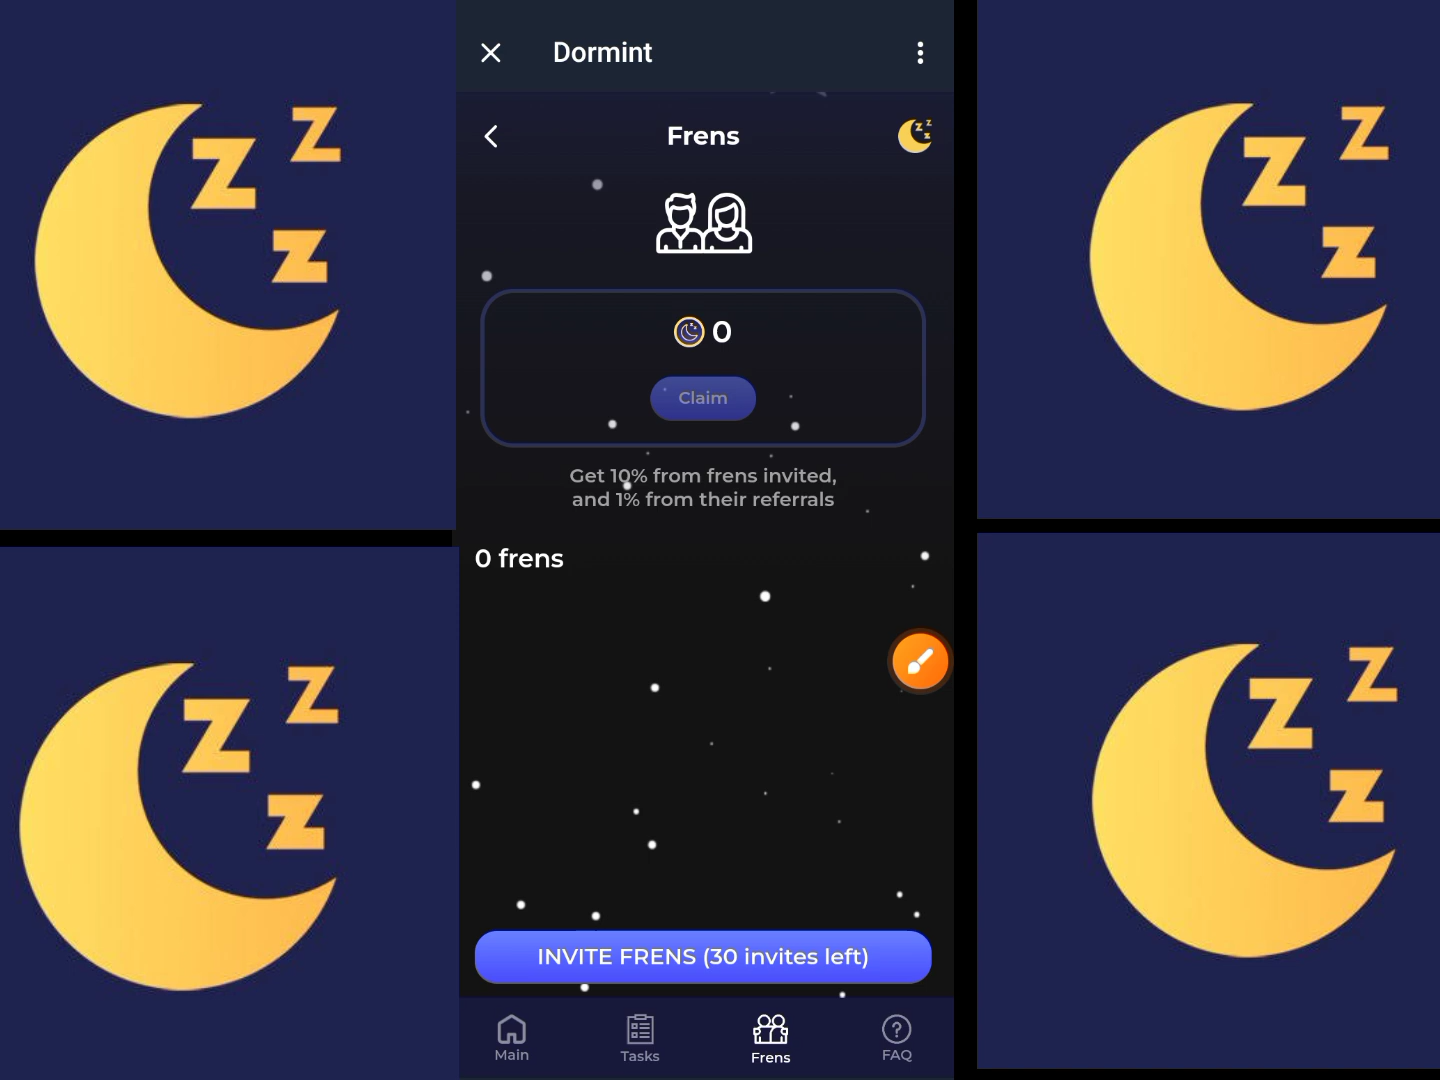 Dormint
Frens
0
Claim
Get 10% from frens invited,
and 1% from their referrals
0 frens
INVITE FRENS (30 invites left)
Main
Tasks
Frens
FAQ
z
z
z
z
z
z
z
z
z
z
z
z